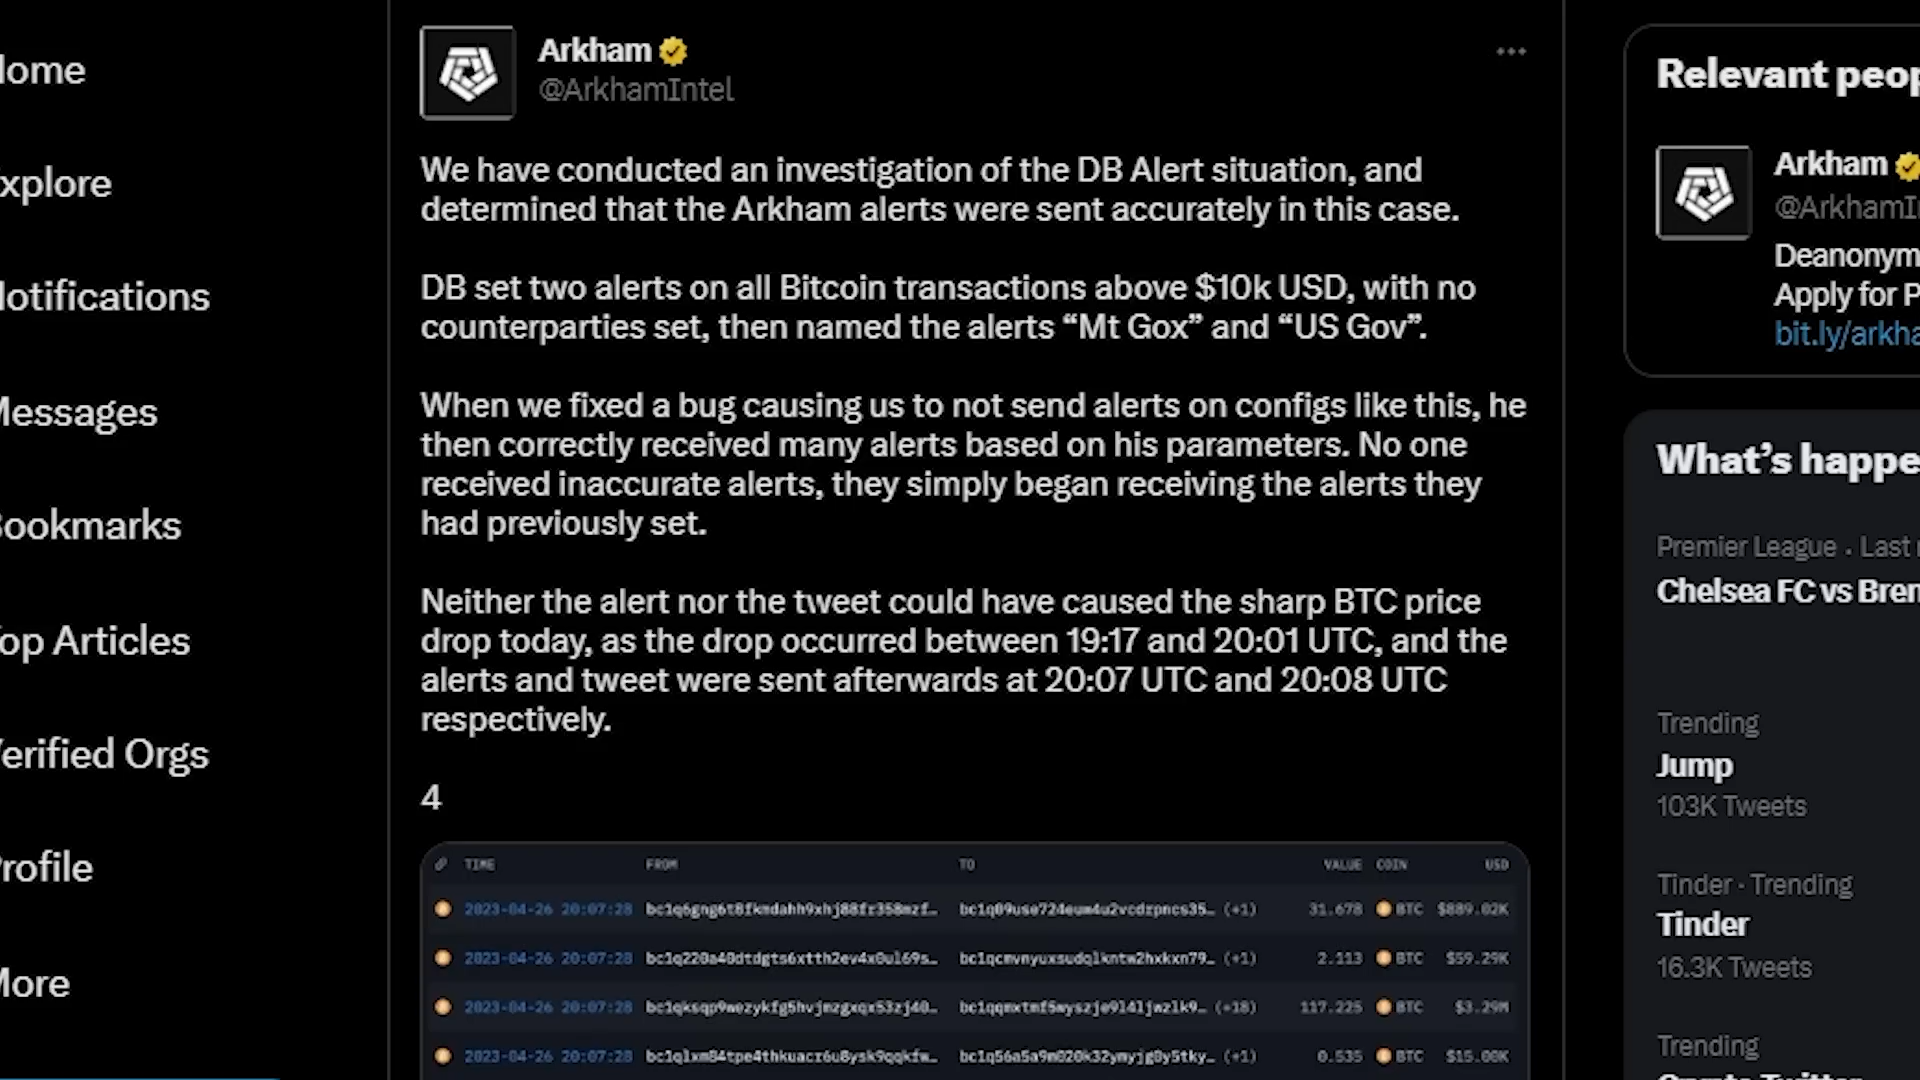 ome
xplore
otifications
essages
ookmarks
op Articles
erified Orgs
rofile
ore
Arkham
@ArkhamIntel
We have conducted an investigation of the DB Alert situation, and
determined that the Arkham alerts were sent accurately in this case.
DB set two alerts on all Bitcoin transactions above $10k USD, with no
counterparties set, then named the alerts “Mt Gox” and “US Gov”.
When we fixed a bug causing us to not send alerts on configs like this, he
then correctly received many alerts based on his parameters. No one
received inaccurate alerts, they simply began receiving the alerts they
had previously set.
Neither the alert nor the tweet could have caused the sharp BTC price
drop today, as the drop occurred between 19:17 and 20:01 UTC, and the
alerts and tweet were sent afterwards at 20:07 UTC and 20:08 UTC
respectively.
4
TIME FROM TO VALUE COIN USD
2023-04-26 20:07:28 (+1) 31.678 BTC $889.02K
2023-04-26 20:07:28 (+1) 2.113 BTC $59.29K
2023-04-26 20:07:28 (+18) 117.225 BTC $3.29M
2023-04-26 20:07:28 (+1) 0.535 BTC $15.00K
Relevant peop
Arkham
@ArkhamI
Deanonym
Apply for P
bit.ly/arkha
What’s happe
Premier League · Last
Chelsea FC vs Bren
Trending
Jump
103K Tweets
Tinder · Trending
Tinder
16.3K Tweets
Trending